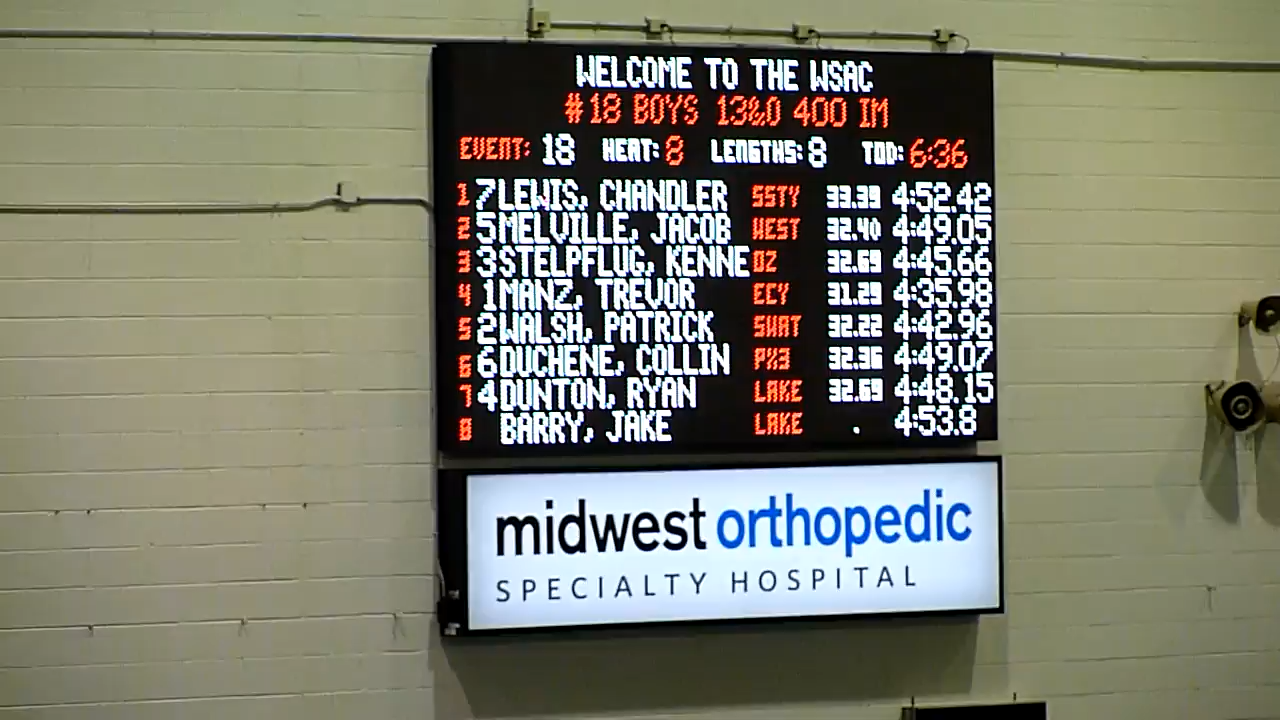 WELCOME TO THE WSAC
#18 BOYS 13&O 400 IM
EVENT: 18 HEAT: 8 LENGTHS: 8 TOD: 6:36
1 7 LEWIS, CHANDLER SSTY 33.39 4:52.42
2 5 MELVILLE, JACOB WEST 32.40 4:49.05
3 3 STELPFLUG, KENNE OZ 32.69 4:45.66
4 1 MANZ, TREVOR ECY 31.29 4:35.98
5 2 WALSH, PATRICK SWAT 32.22 4:42.96
6 6 DUCHENE, COLLIN PX3 32.36 4:49.07
7 4 DUNTON, RYAN LAKE 32.69 4:48.15
8 BARRY, JAKE LAKE . 4:53.8
midwest orthopedic
SPECIALTY HOSPITAL